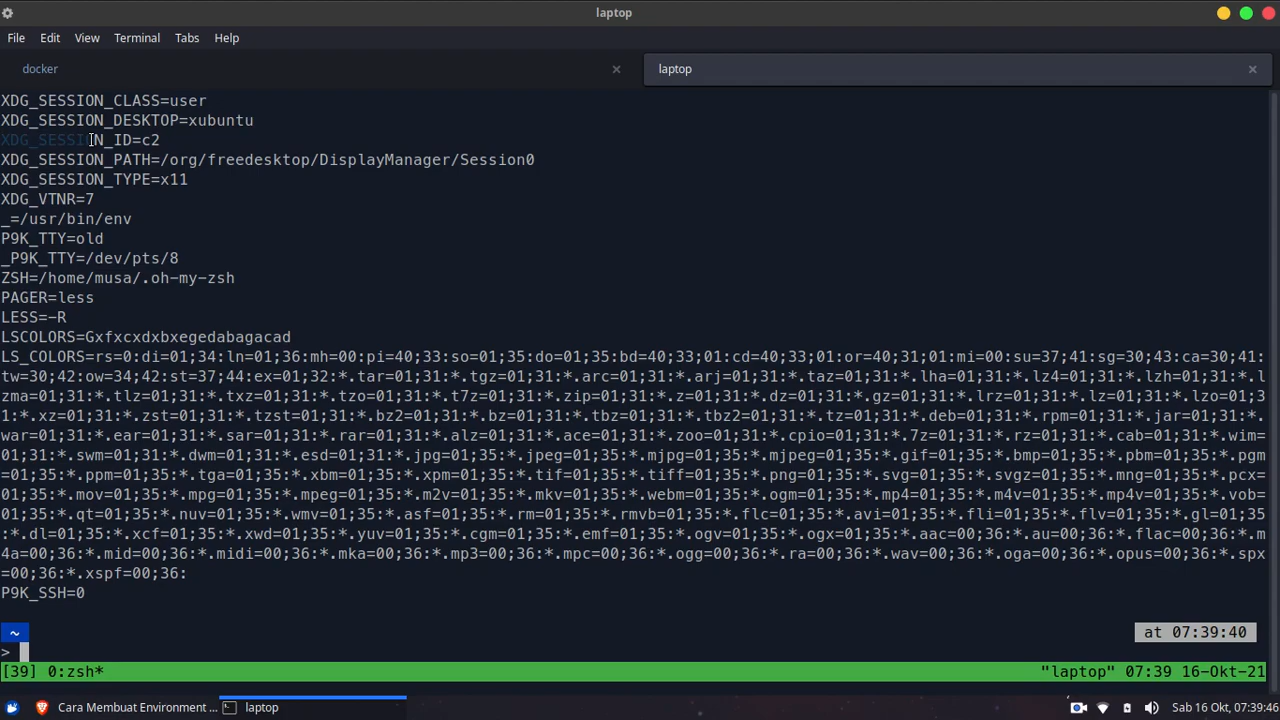 laptop
File Edit View Terminal Tabs Help
docker
laptop
XDG_SESSION_CLASS=user
XDG_SESSION_DESKTOP=xubuntu
XDG_SESSION_ID=c2
XDG_SESSION_PATH=/org/freedesktop/DisplayManager/Session0
XDG_SESSION_TYPE=x11
XDG_VTNR=7
_=/usr/bin/env
P9K_TTY=old
_P9K_TTY=/dev/pts/8
ZSH=/home/musa/.oh-my-zsh
PAGER=less
LESS=-R
LSCOLORS=Gxfxcxdxbxegedabagacad
LS_COLORS=rs=0:di=01;34:ln=01;36:mh=00:pi=40;33:so=01;35:do=01;35:bd=40;33;01:cd=40;33;01:or=40;31;01:mi=00:su=37;41:sg=30;43:ca=30;41:
tw=30;42:ow=34;42:st=37;44:ex=01;32:*.tar=01;31:*.tgz=01;31:*.arc=01;31:*.arj=01;31:*.taz=01;31:*.lha=01;31:*.lz4=01;31:*.lzh=01;31:*.l
zma=01;31:*.tlz=01;31:*.txz=01;31:*.tzo=01;31:*.t7z=01;31:*.zip=01;31:*.z=01;31:*.dz=01;31:*.gz=01;31:*.lrz=01;31:*.lz=01;31:*.lzo=01;3
1:*.xz=01;31:*.zst=01;31:*.tzst=01;31:*.bz2=01;31:*.bz=01;31:*.tbz=01;31:*.tbz2=01;31:*.tz=01;31:*.deb=01;31:*.rpm=01;31:*.jar=01;31:*.
war=01;31:*.ear=01;31:*.sar=01;31:*.rar=01;31:*.alz=01;31:*.ace=01;31:*.zoo=01;31:*.cpio=01;31:*.7z=01;31:*.rz=01;31:*.cab=01;31:*.wim=
01;31:*.swm=01;31:*.dwm=01;31:*.esd=01;31:*.jpg=01;35:*.jpeg=01;35:*.mjpg=01;35:*.mjpeg=01;35:*.gif=01;35:*.bmp=01;35:*.pbm=01;35:*.pgm
=01;35:*.ppm=01;35:*.tga=01;35:*.xbm=01;35:*.xpm=01;35:*.tif=01;35:*.tiff=01;35:*.png=01;35:*.svg=01;35:*.svgz=01;35:*.mng=01;35:*.pcx=
01;35:*.mov=01;35:*.mpg=01;35:*.mpeg=01;35:*.m2v=01;35:*.mkv=01;35:*.webm=01;35:*.ogm=01;35:*.mp4=01;35:*.m4v=01;35:*.mp4v=01;35:*.vob=
01;35:*.qt=01;35:*.nuv=01;35:*.wmv=01;35:*.asf=01;35:*.rm=01;35:*.rmvb=01;35:*.flc=01;35:*.avi=01;35:*.fli=01;35:*.flv=01;35:*.gl=01;35
:*.dl=01;35:*.xcf=01;35:*.xwd=01;35:*.yuv=01;35:*.cgm=01;35:*.emf=01;35:*.ogv=01;35:*.ogx=01;35:*.aac=00;36:*.au=00;36:*.flac=00;36:*.m
4a=00;36:*.mid=00;36:*.midi=00;36:*.mka=00;36:*.mp3=00;36:*.mpc=00;36:*.ogg=00;36:*.ra=00;36:*.wav=00;36:*.oga=00;36:*.opus=00;36:*.spx
=00;36:*.xspf=00;36:
P9K_SSH=0
~ at 07:39:40
>
[39] 0:zsh* "laptop" 07:39 16-Okt-21
Cara Membuat Environment ... laptop Sab 16 Okt, 07:39:46